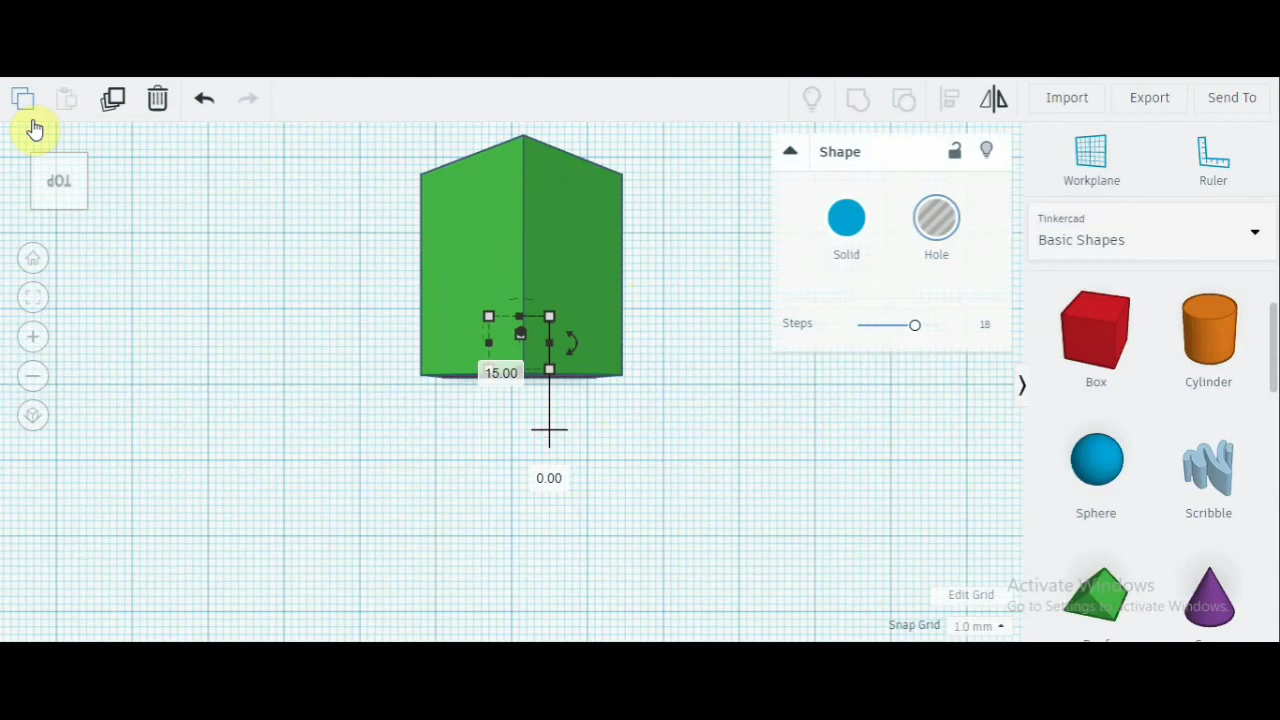 Import
Export
Send To
TOP
Shape
Solid
Hole
Steps
18
Workplane
Ruler
Tinkercad
Basic Shapes
Box
Cylinder
Sphere
Scribble
15.00
0.00
Edit Grid
Snap Grid
1.0 mm
Activate Windows
Go to Settings to activate Windows.